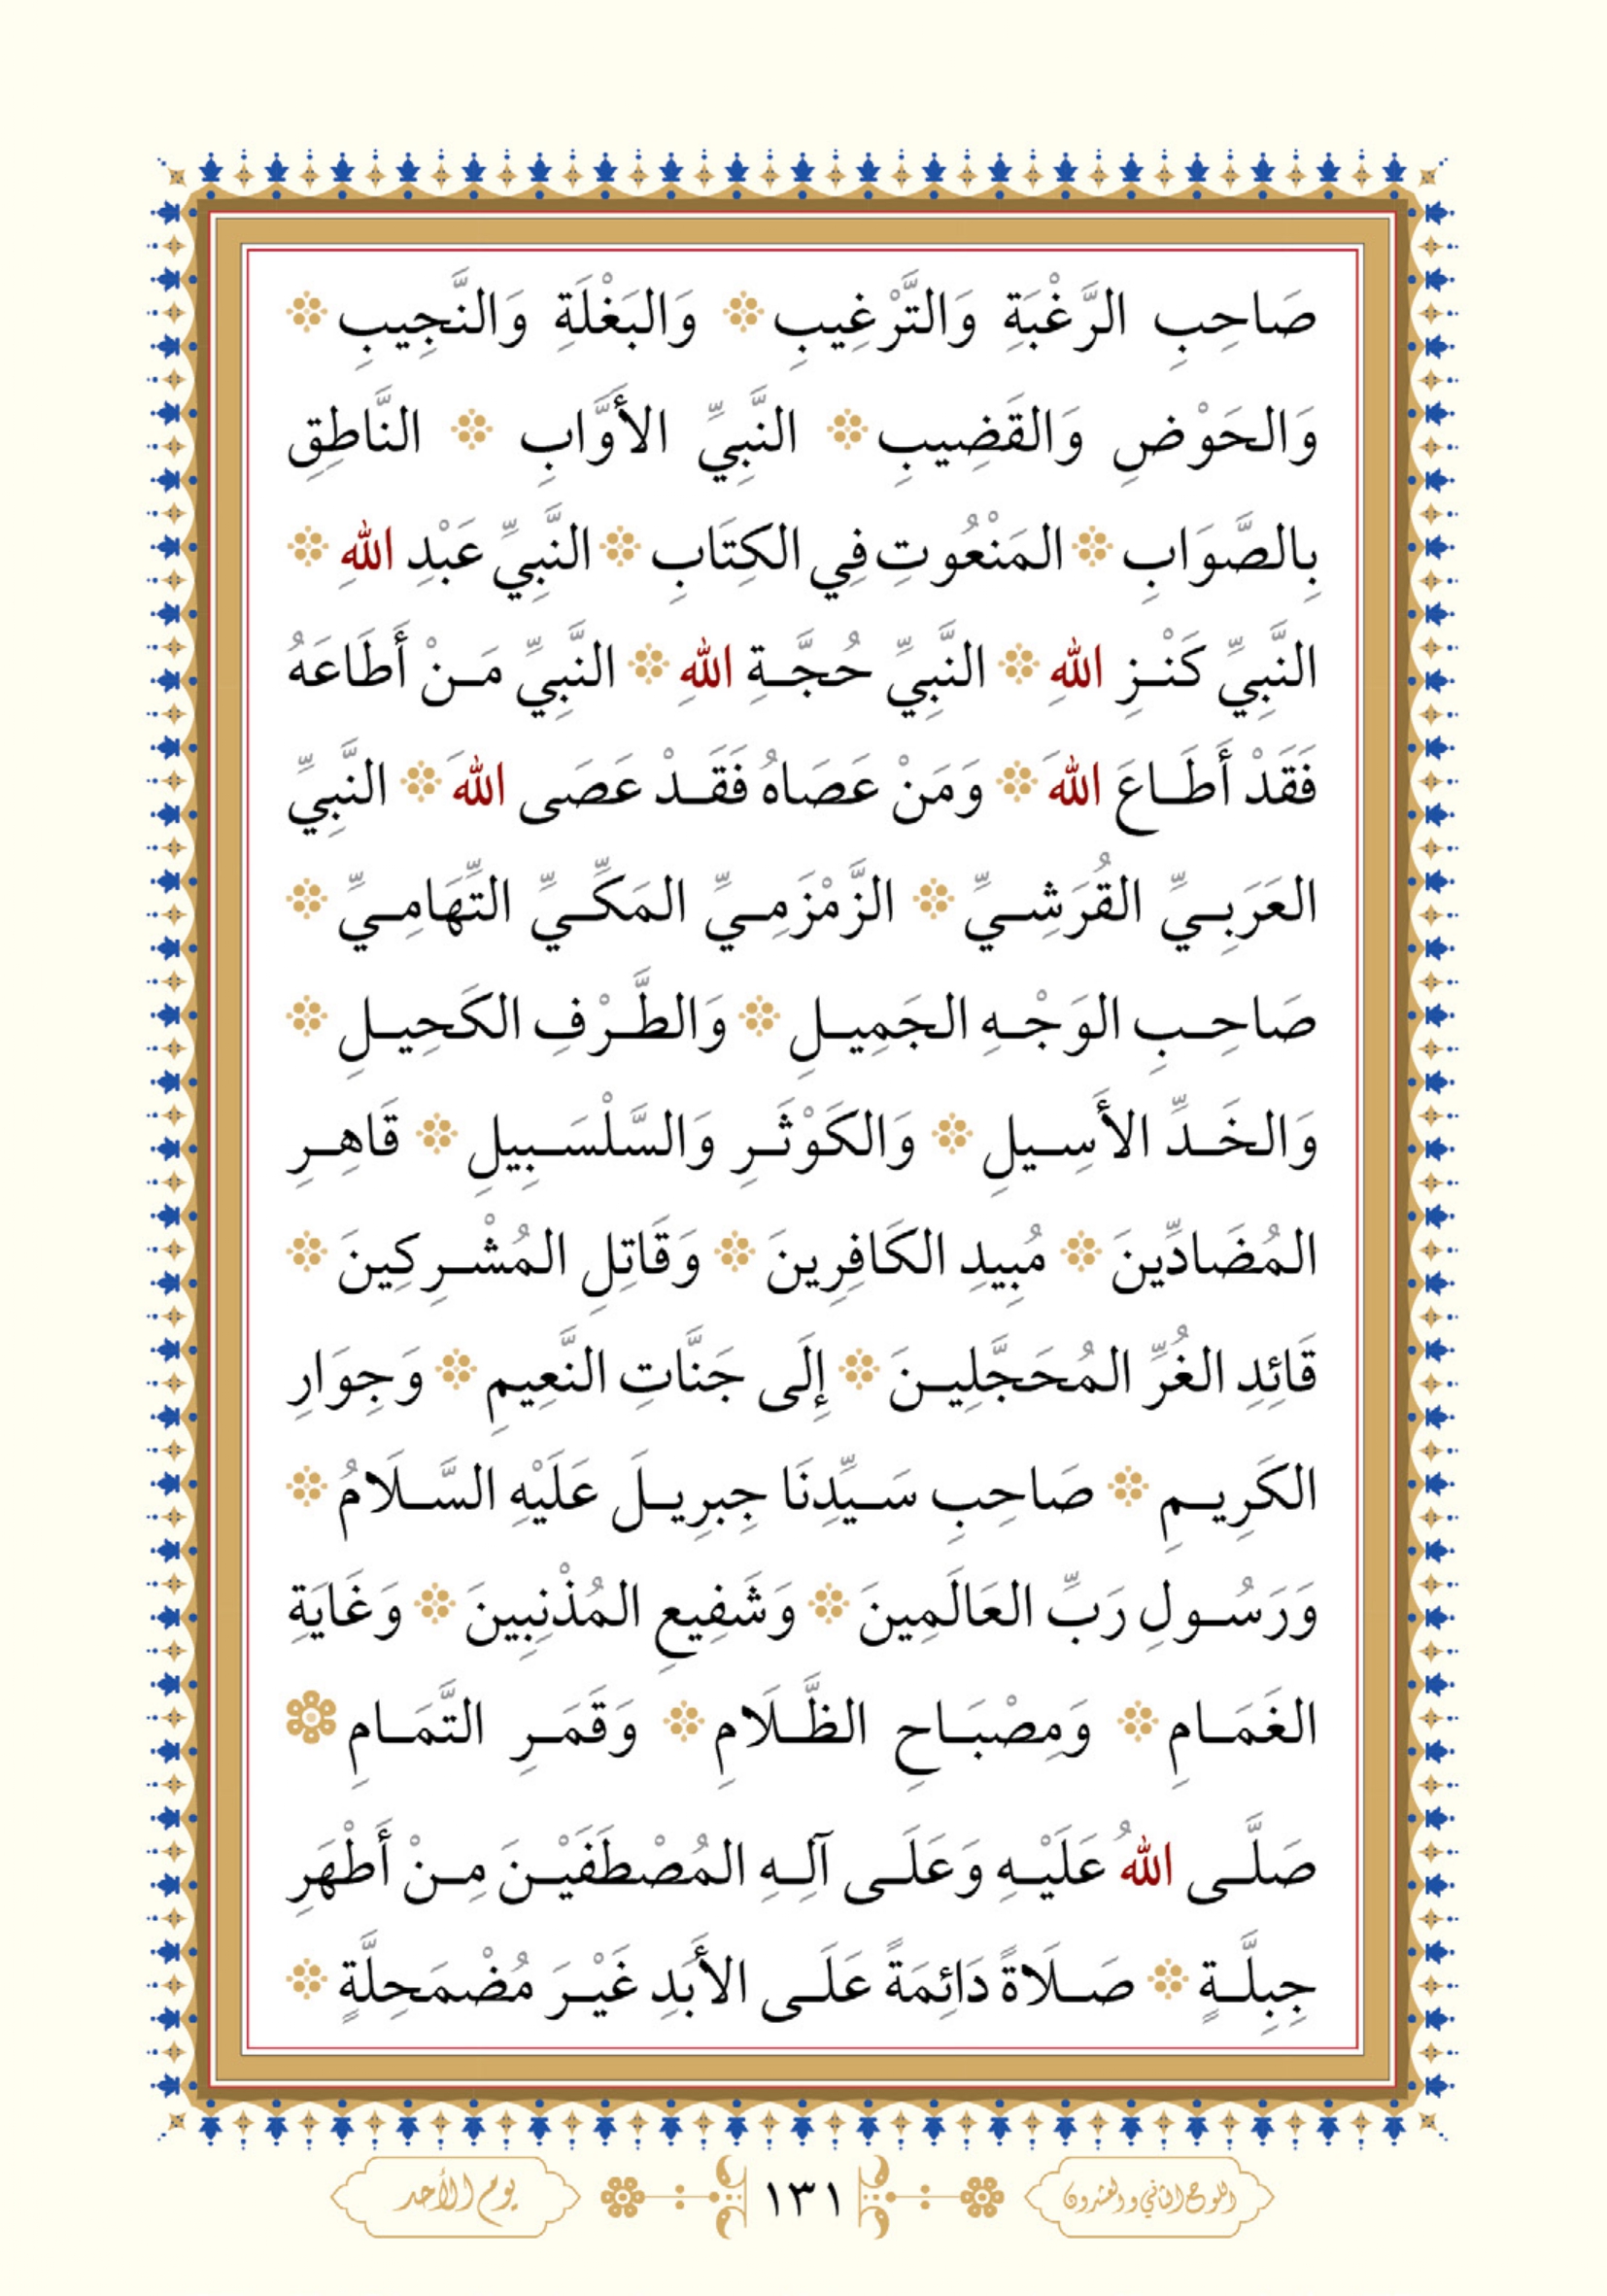 صَاحِبِ الرَّغْبَةِ وَالتَّرْغِيبِ ۞ وَالبَغْلَةِ وَالنَّجِيبِ ۞
وَالحَوْضِ وَالقَضِيبِ ۞ النَّبِيِّ الأَوَّابِ ۞ النَّاطِقِ
بِالصَّوَابِ ۞ المَنْعُوتِ فِي الكِتَابِ ۞ النَّبِيِّ عَبْدِ اللهِ ۞
النَّبِيِّ كَنْزِ اللهِ ۞ النَّبِيِّ حُجَّةِ اللهِ ۞ النَّبِيِّ مَنْ أَطَاعَهُ
فَقَدْ أَطَاعَ اللهَ ۞ وَمَنْ عَصَاهُ فَقَدْ عَصَى اللهَ ۞ النَّبِيِّ
العَرَبِيِّ القُرَشِيِّ ۞ الزَّمْزَمِيِّ المَكِّيِّ التِّهَامِيِّ ۞
صَاحِبِ الوَجْهِ الجَمِيلِ ۞ وَالطَّرْفِ الكَحِيلِ ۞
وَالخَدِّ الأَسِيلِ ۞ وَالكَوْثَرِ وَالسَّلْسَبِيلِ ۞ قَاهِرِ
المُضَادِّينَ ۞ مُبِيدِ الكَافِرِينَ ۞ وَقَاتِلِ المُشْرِكِينَ ۞
قَائِدِ الغُرِّ المُحَجَّلِينَ ۞ إِلَى جَنَّاتِ النَّعِيمِ ۞ وَجِوَارِ
الكَرِيمِ ۞ صَاحِبِ سَيِّدِنَا جِبرِيلَ عَلَيْهِ السَّلَامُ ۞
وَرَسُولِ رَبِّ العَالَمِينَ ۞ وَشَفِيعِ المُذْنِبِينَ ۞ وَغَايَةِ
الغَمَامِ ۞ وَمِصْبَاحِ الظَّلَامِ ۞ وَقَمَرِ التَّمَامِ ۞
صَلَّى اللهُ عَلَيْهِ وَعَلَى آلِهِ المُصْطَفَيْنَ مِنْ أَطْهَرِ
جِبِلَّةٍ ۞ صَلَاةً دَائِمَةً عَلَى الأَبَدِ غَيْرَ مُضْمَحِلَّةٍ ۞
اللوح الثاني والعشرون ١٣١ يوم الأحد